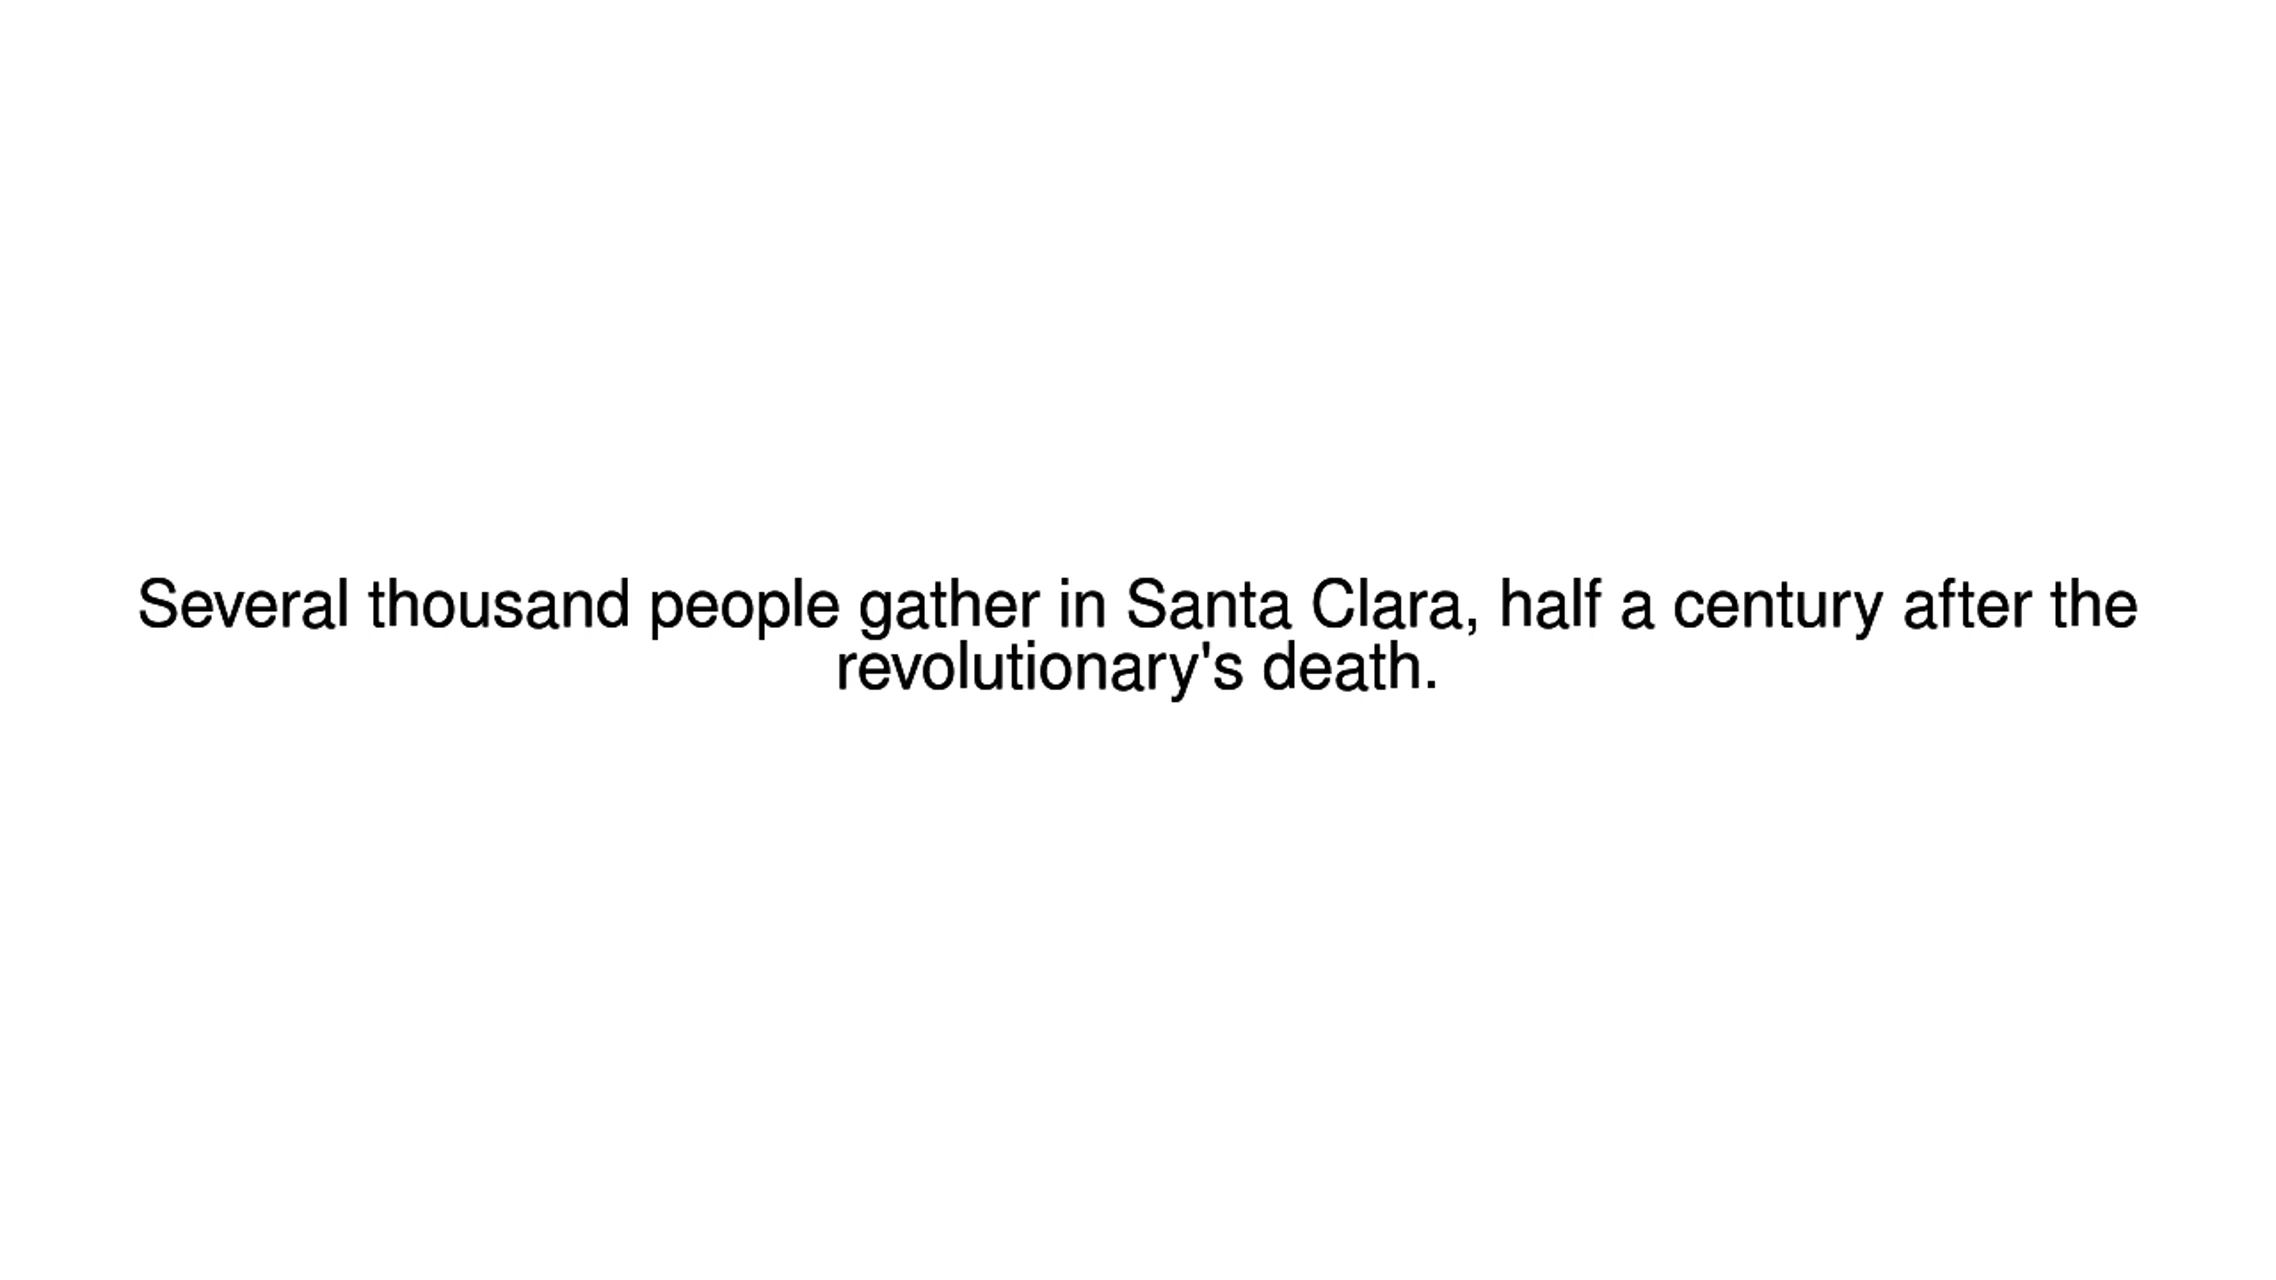 Several thousand people gather in Santa Clara, half a century after the
revolutionary's death.